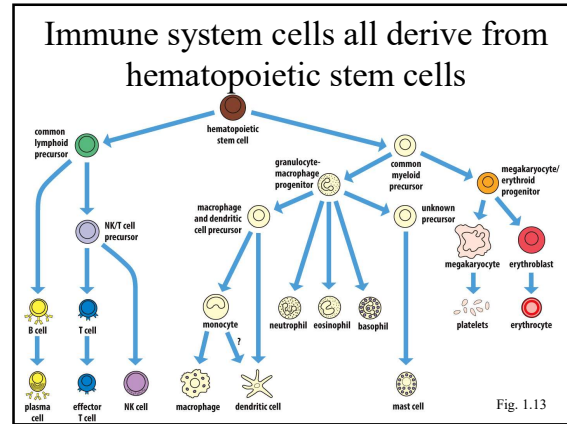 Immune system cells all derive from
hematopoietic stem cells
common
lymphoid
precursor
hematopoietic
stem cell
granulocyte-
macrophage
progenitor
common
myeloid
precursor
megakaryocyte/
erythroid
progenitor
macrophage
and dendritic
cell precursor
unknown
precursor
NK/T cell
precursor
megakaryocyte
erythroblast
B cell
T cell
monocyte
?
neutrophil
eosinophil
basophil
platelets
erythrocyte
plasma
cell
effector
T cell
NK cell
macrophage
dendritic cell
mast cell
Fig. 1.13